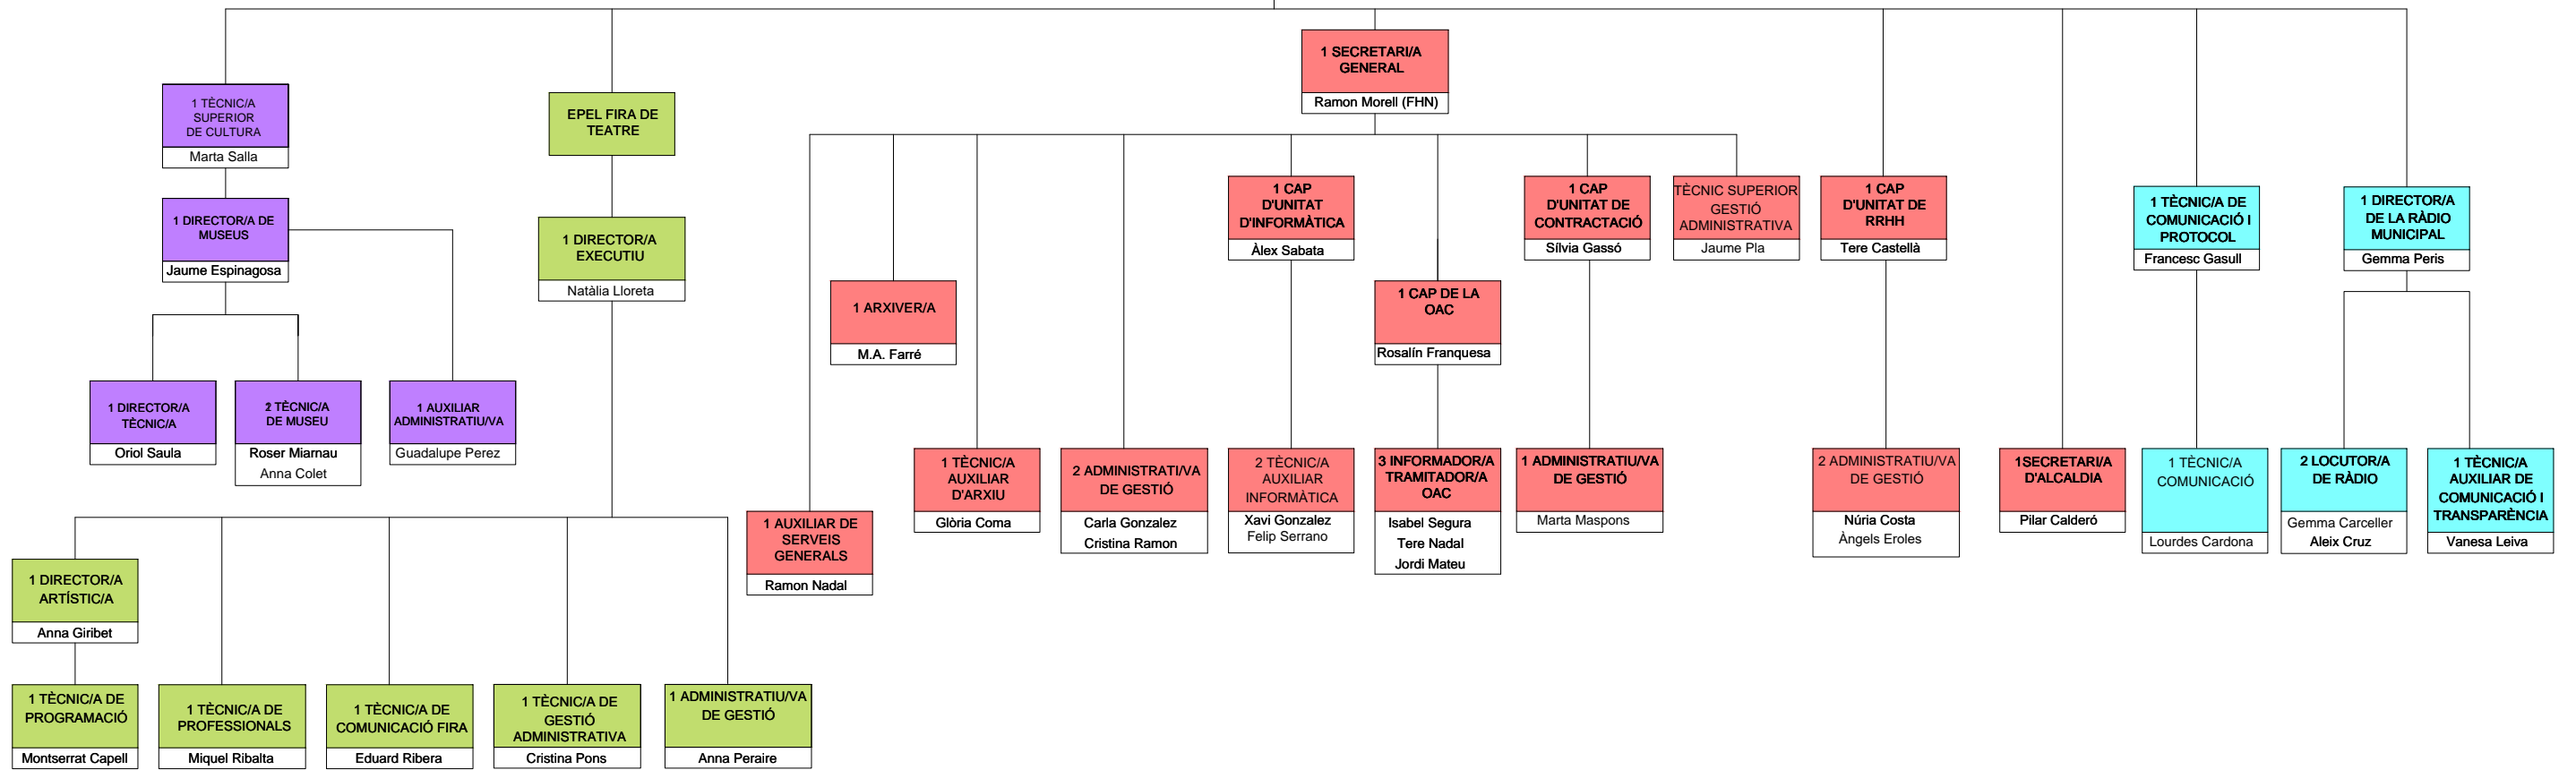 1 SECRETARI/A
GENERAL
Ramon Morell (FHN)
1 TÈCNIC/A
SUPERIOR
DE CULTURA
Marta Salla
EPEL FIRA DE
TEATRE
1 DIRECTOR/A DE
MUSEUS
Jaume Espinagosa
1 DIRECTOR/A
EXECUTIU
Natàlia Lloreta
1 CAP
D'UNITAT
D'INFORMÀTICA
Àlex Sabata
1 CAP
D'UNITAT DE
CONTRACTACIÓ
Sílvia Gassó
TÈCNIC SUPERIOR
GESTIÓ
ADMINISTRATIVA
Jaume Pla
1 CAP
D'UNITAT DE
RRHH
Tere Castellà
1 TÈCNIC/A DE
COMUNICACIÓ I
PROTOCOL
Francesc Gasull
1 DIRECTOR/A
DE LA RÀDIO
MUNICIPAL
Gemma Peris
1 ARXIVER/A
M.A. Farré
1 CAP DE LA
OAC
Rosalín Franquesa
1 DIRECTOR/A
TÈCNIC/A
Oriol Saula
2 TÈCNIC/A
DE MUSEU
Roser Miarnau
Anna Colet
1 AUXILIAR
ADMINISTRATIU/VA
Guadalupe Perez
1 TÈCNIC/A
AUXILIAR
D'ARXIU
Glòria Coma
2 ADMINISTRATI/VA
DE GESTIÓ
Carla Gonzalez
Cristina Ramon
2 TÈCNIC/A
AUXILIAR
INFORMÀTICA
Xavi Gonzalez
Felip Serrano
3 INFORMADOR/A
TRAMITADOR/A
OAC
Isabel Segura
Tere Nadal
Jordi Mateu
1 ADMINISTRATIU/VA
DE GESTIÓ
Marta Maspons
2 ADMINISTRATIU/VA
DE GESTIÓ
Núria Costa
Àngels Eroles
1SECRETARI/A
D'ALCALDIA
Pilar Calderó
1 TÈCNIC/A
COMUNICACIÓ
Lourdes Cardona
2 LOCUTOR/A
DE RÀDIO
Gemma Carceller
Aleix Cruz
1 TÈCNIC/A
AUXILIAR DE
COMUNICACIÓ I
TRANSPARÈNCIA
Vanesa Leiva
1 AUXILIAR DE
SERVEIS
GENERALS
Ramon Nadal
1 DIRECTOR/A
ARTÍSTIC/A
Anna Giribet
1 TÈCNIC/A DE
PROGRAMACIÓ
Montserrat Capell
1 TÈCNIC/A DE
PROFESSIONALS
Miquel Ribalta
1 TÈCNIC/A DE
COMUNICACIÓ FIRA
Eduard Ribera
1 TÈCNIC/A DE
GESTIÓ
ADMINISTRATIVA
Cristina Pons
1 ADMINISTRATIU/VA
DE GESTIÓ
Anna Peraire